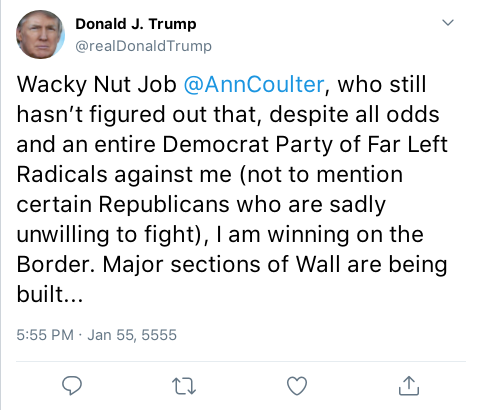 Donald J. Trump
@realDonaldTrump
Wacky Nut Job @AnnCoulter, who still
hasn’t figured out that, despite all odds
and an entire Democrat Party of Far Left
Radicals against me (not to mention
certain Republicans who are sadly
unwilling to fight), I am winning on the
Border. Major sections of Wall are being
built...
5:55 PM · Jan 55, 5555